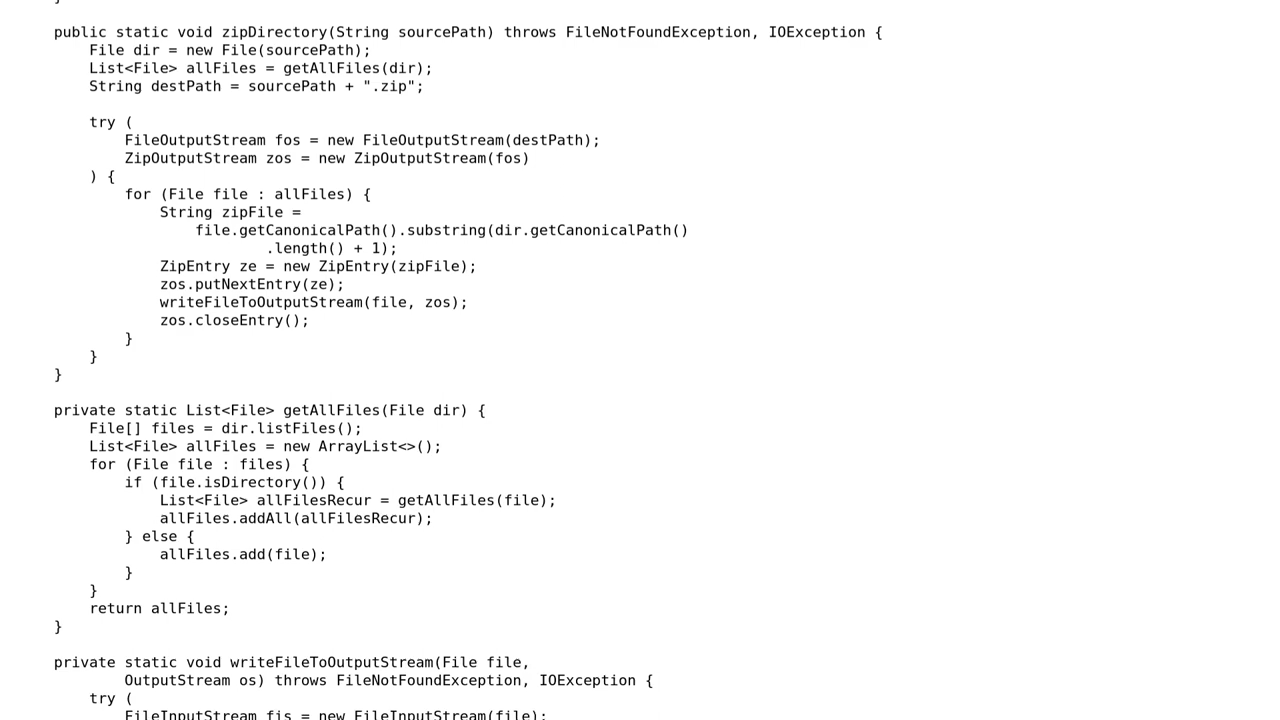 }
public static void zipDirectory(String sourcePath) throws FileNotFoundException, IOException {
File dir = new File(sourcePath);
List<File> allFiles = getAllFiles(dir);
String destPath = sourcePath + ".zip";
try (
FileOutputStream fos = new FileOutputStream(destPath);
ZipOutputStream zos = new ZipOutputStream(fos)
) {
for (File file : allFiles) {
String zipFile =
file.getCanonicalPath().substring(dir.getCanonicalPath()
.length() + 1);
ZipEntry ze = new ZipEntry(zipFile);
zos.putNextEntry(ze);
writeFileToOutputStream(file, zos);
zos.closeEntry();
}
}
}
private static List<File> getAllFiles(File dir) {
File[] files = dir.listFiles();
List<File> allFiles = new ArrayList<>();
for (File file : files) {
if (file.isDirectory()) {
List<File> allFilesRecur = getAllFiles(file);
allFiles.addAll(allFilesRecur);
} else {
allFiles.add(file);
}
}
return allFiles;
}
private static void writeFileToOutputStream(File file,
OutputStream os) throws FileNotFoundException, IOException {
try (
FileInputStream fis = new FileInputStream(file);